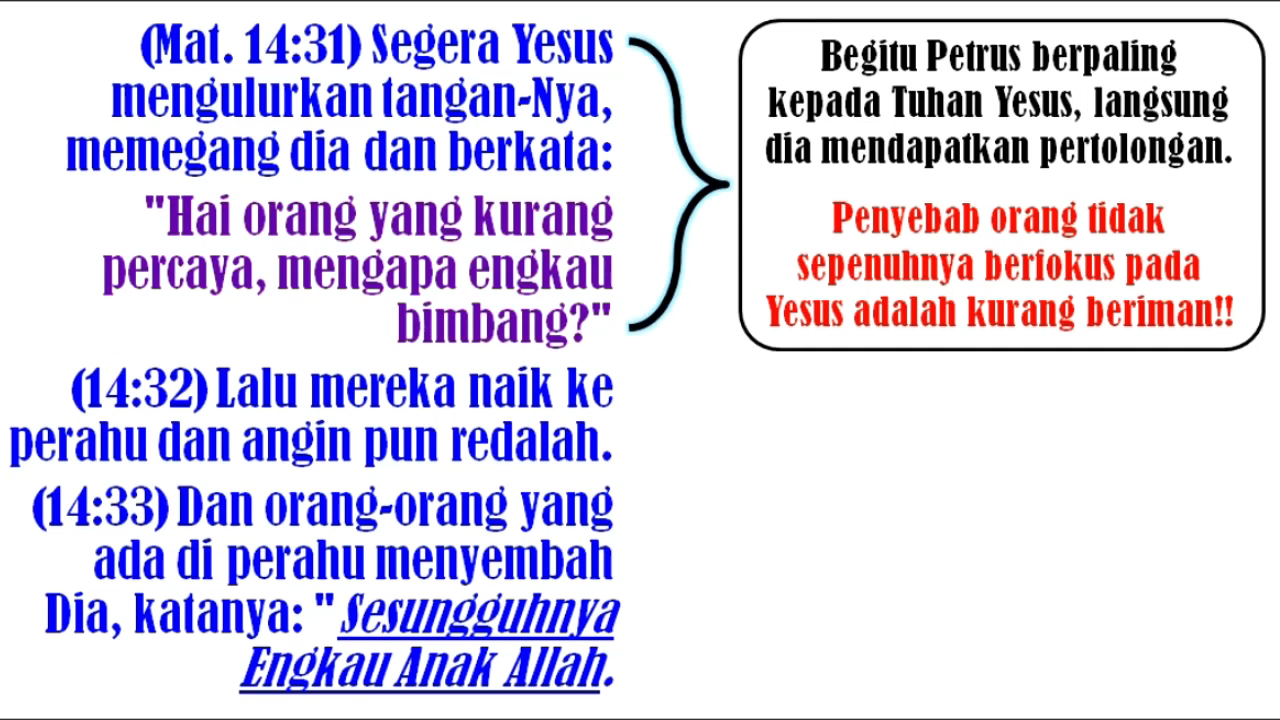 (Mat. 14:31) Segera Yesus
mengulurkan tangan-Nya,
memegang dia dan berkata:
"Hai orang yang kurang
percaya, mengapa engkau
bimbang?"
(14:32) Lalu mereka naik ke
perahu dan angin pun redalah.
(14:33) Dan orang-orang yang
ada di perahu menyembah
Dia, katanya: "Sesungguhnya
Engkau Anak Allah.
Begitu Petrus berpaling
kepada Tuhan Yesus, langsung
dia mendapatkan pertolongan.
Penyebab orang tidak
sepenuhnya berfokus pada
Yesus adalah kurang beriman!!